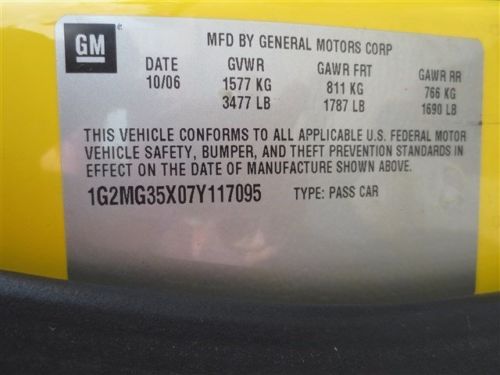 GM
MFD BY GENERAL MOTORS CORP
DATE GVWR GAWR FRT GAWR RR
10/06 1577 KG 811 KG 766 KG
3477 LB 1787 LB 1690 LB
THIS VEHICLE CONFORMS TO ALL APPLICABLE U.S. FEDERAL MOTOR
VEHICLE SAFETY, BUMPER, AND THEFT PREVENTION STANDARDS IN
EFFECT ON THE DATE OF MANUFACTURE SHOWN ABOVE.
1G2MG35X07Y117095 TYPE: PASS CAR